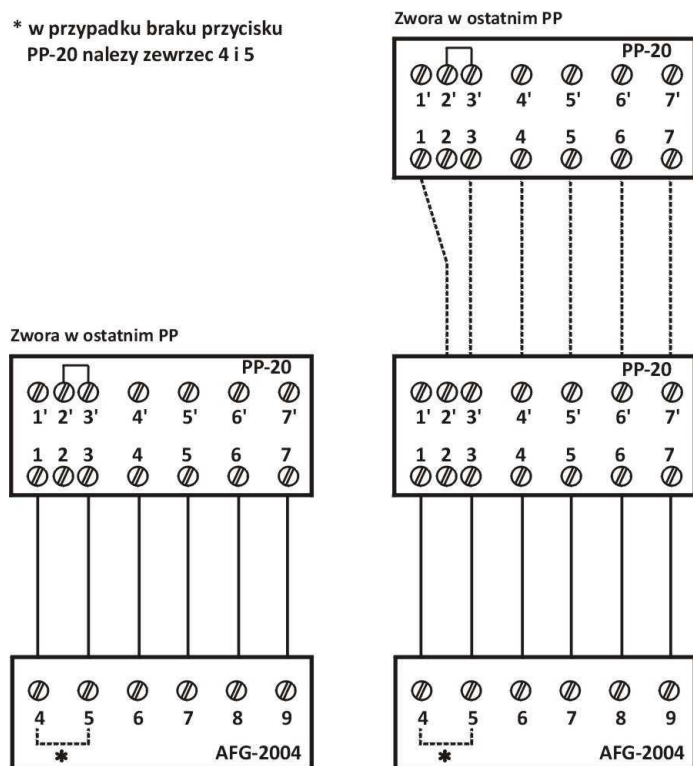 * w przypadku braku przycisku
PP-20 nalezy zewrzec 4 i 5
Zwora w ostatnim PP
PP-20
1' 2' 3' 4' 5' 6' 7'
1 2 3 4 5 6 7
Zwora w ostatnim PP
PP-20
1' 2' 3' 4' 5' 6' 7'
1 2 3 4 5 6 7
4 5 6 7 8 9
* AFG-2004
PP-20
1' 2' 3' 4' 5' 6' 7'
1 2 3 4 5 6 7
4 5 6 7 8 9
* AFG-2004